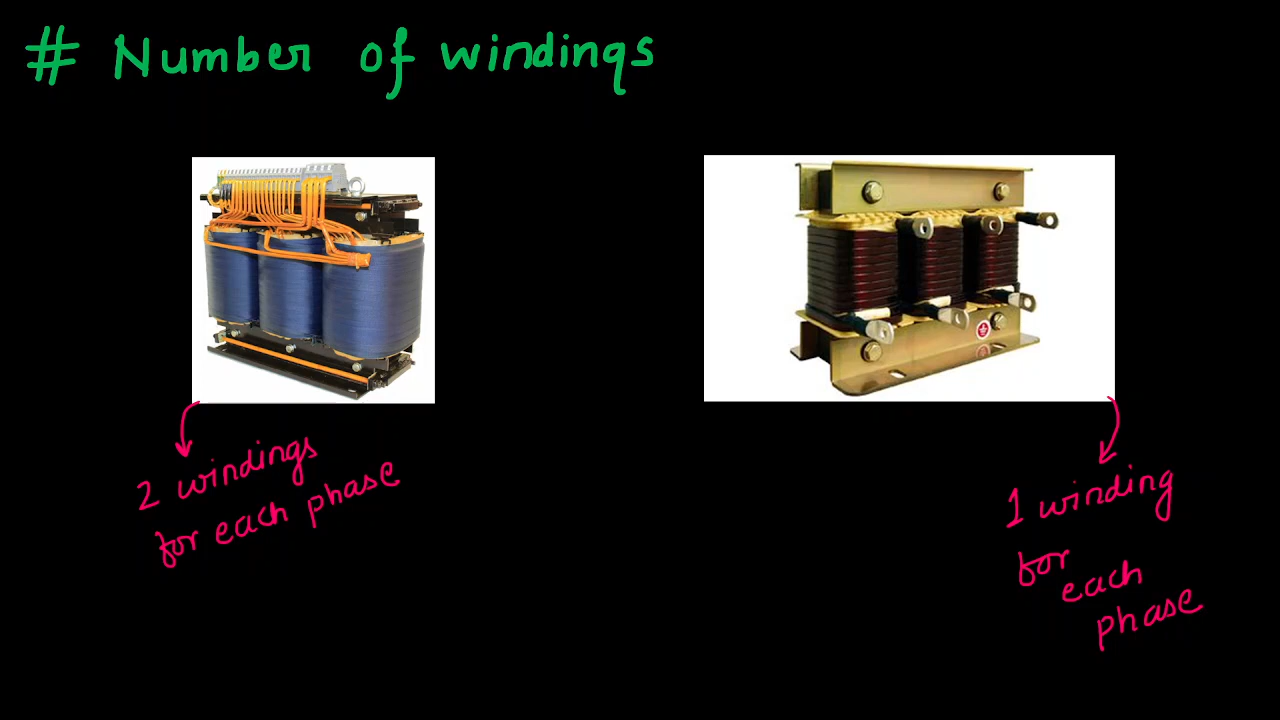 # Number of windings
2 windings
for each phase
1 winding
for
each
phase